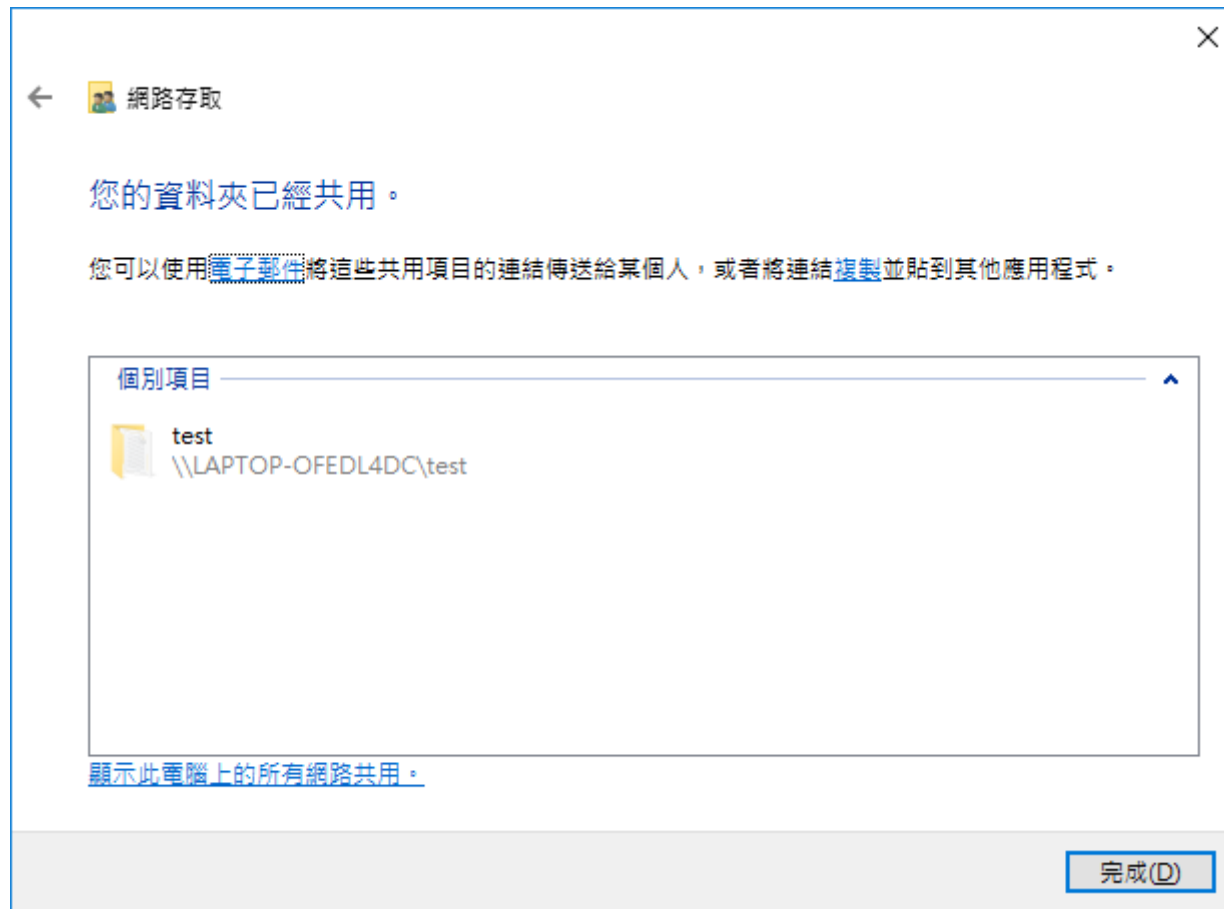 網路存取
您的資料夾已經共用。
您可以使用電子郵件將這些共用項目的連結傳送給某個人，或者將連結複製並貼到其他應用程式。
個別項目
test
\\LAPTOP-OFEDL4DC\test
顯示此電腦上的所有網路共用。
完成(D)